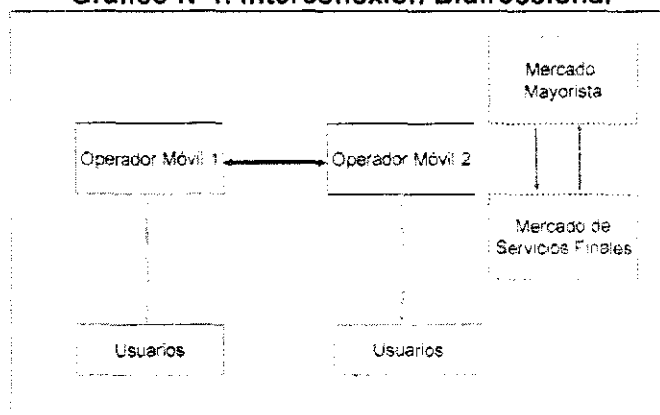 Mercado
Mayorista
Operador Móvil 1
Operador Móvil 2
Mercado de
Servicios Finales
Usuarios
Usuarios